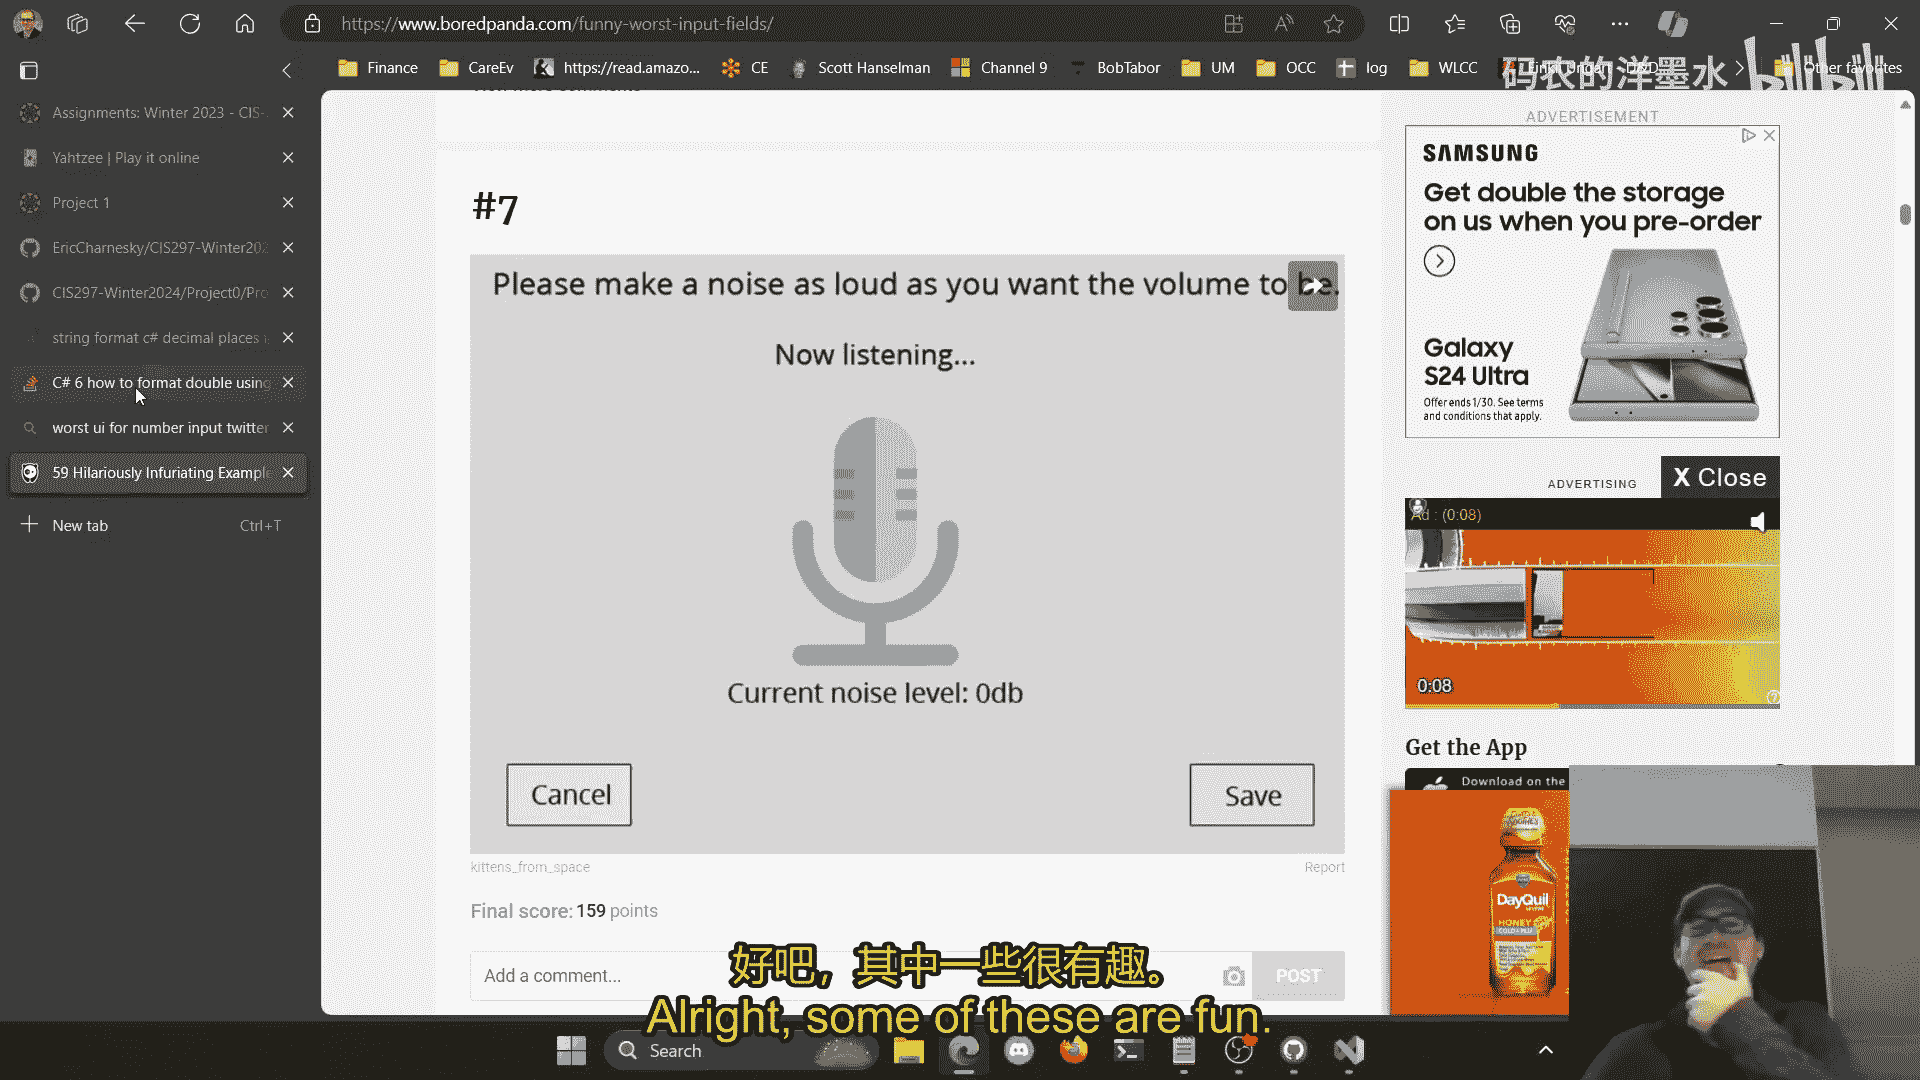 https://www.boredpanda.com/funny-worst-input-fields/
Finance
CareEv
https://read.amazo...
CE
Scott Hanselman
Channel 9
BobTabor
UM
OCC
log
WLCC
Other favorites
码农的洋墨水
bilibili
Assignments: Winter 2023 - CIS-
Yahtzee | Play it online
Project 1
EricCharnesky/CIS297-Winter202
CIS297-Winter2024/Project0/Pro
string format c# decimal places
C# 6 how to format double using
worst ui for number input twitter
59 Hilariously Infuriating Example
New tab
Ctrl+T
#7
Please make a noise as loud as you want the volume to be.
Now listening...
Current noise level: 0db
Cancel
Save
kittens_from_space
Report
Final score: 159 points
Add a comment...
POST
ADVERTISEMENT
SAMSUNG
Get double the storage
on us when you pre-order
Galaxy
S24 Ultra
Offer ends 1/30. See terms
and conditions that apply.
ADVERTISING
X Close
Ad : (0:08)
0:08
Get the App
Download on the
DayQuil
HONEY
好吧，其中一些很有趣。
Alright, some of these are fun.
Search